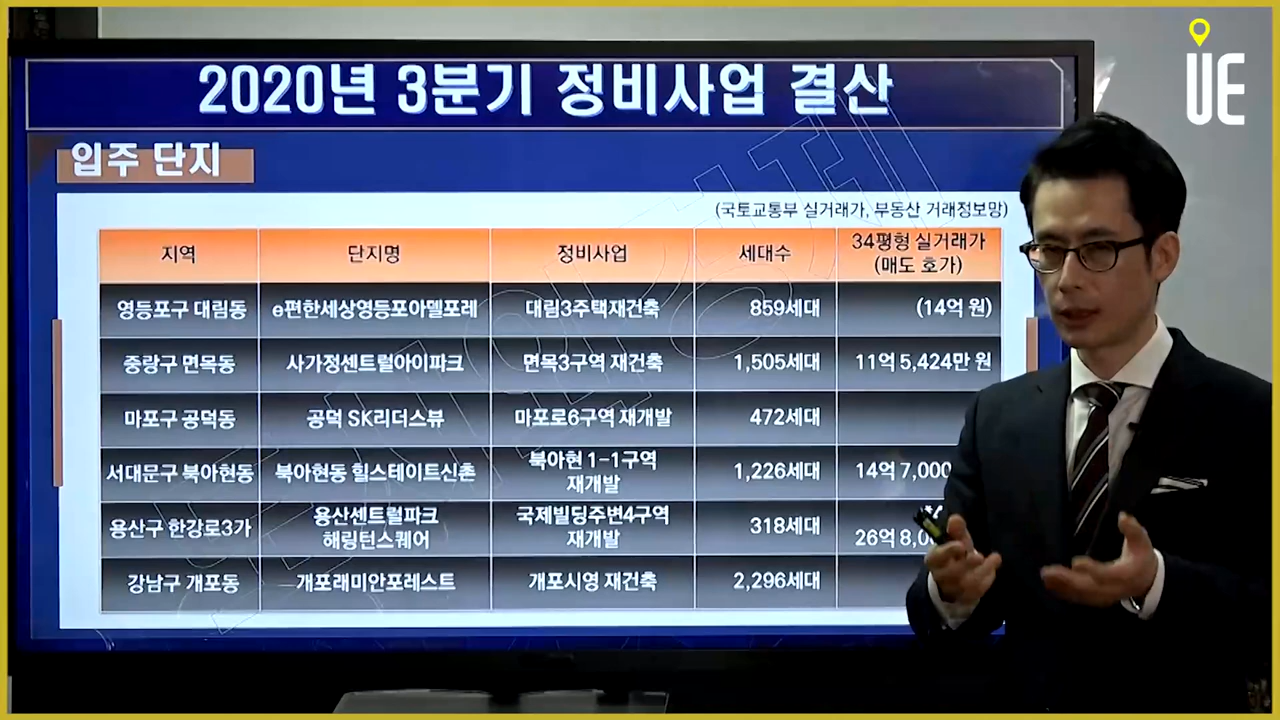 UE
2020년 3분기 정비사업 결산
입주 단지
(국토교통부 실거래가, 부동산 거래정보망)
지역 단지명 정비사업 세대수 34평형 실거래가
(매도 호가)
영등포구 대림동 e편한세상영등포아델포레 대림3주택재건축 859세대 (14억 원)
중랑구 면목동 사가정센트럴아이파크 면목3구역 재건축 1,505세대 11억 5,424만 원
마포구 공덕동 공덕 SK리더스뷰 마포로6구역 재개발 472세대
서대문구 북아현동 북아현동 힐스테이트신촌 북아현 1-1구역
재개발 1,226세대 14억 7,000
용산구 한강로3가 용산센트럴파크
해링턴스퀘어 국제빌딩주변4구역
재개발 318세대 26억 8,0
강남구 개포동 개포래미안포레스트 개포시영 재건축 2,296세대